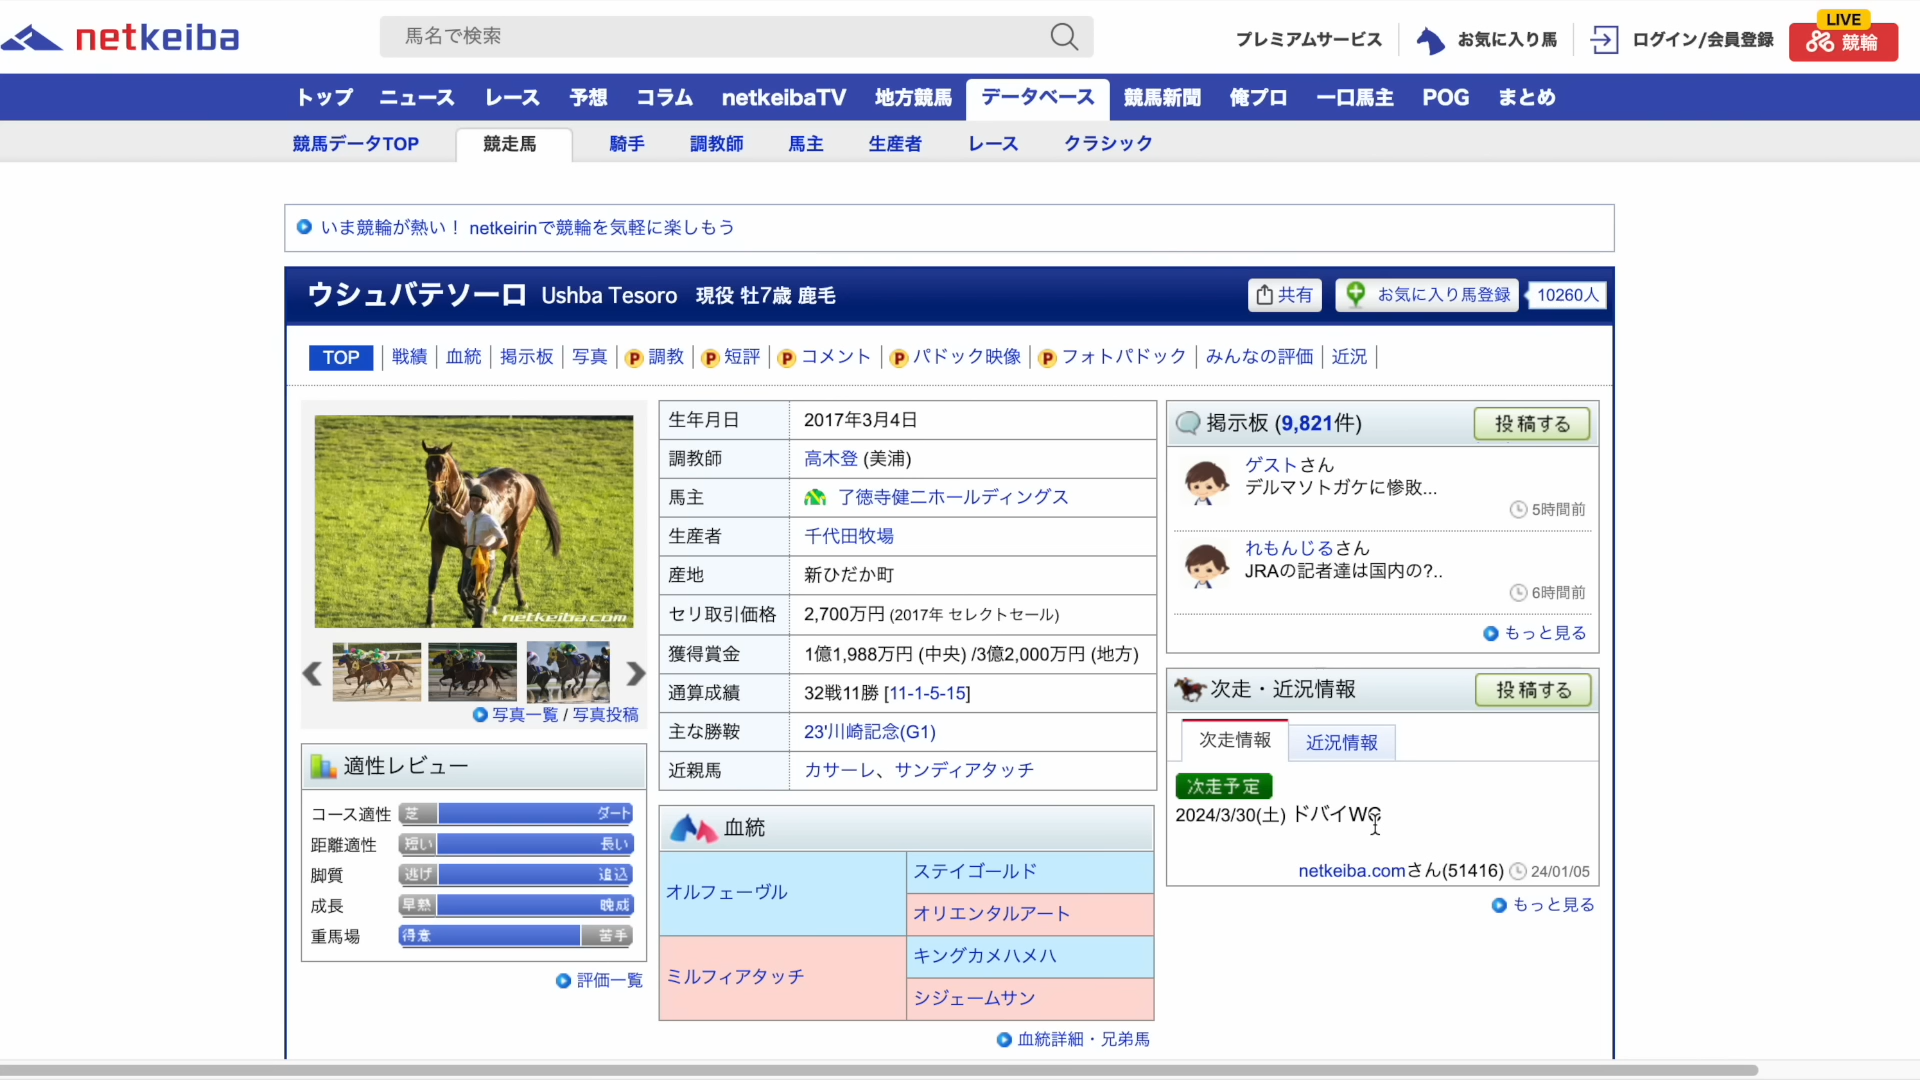 netkeiba
馬名で検索
プレミアムサービス
お気に入り馬
ログイン/会員登録
LIVE
競輪
トップ ニュース レース 予想 コラム netkeibaTV 地方競馬 データベース 競馬新聞 俺プロ 一口馬主 POG まとめ
競馬データTOP 競走馬 騎手 調教師 馬主 生産者 レース クラシック
いま競輪が熱い！ netkeirinで競輪を気軽に楽しもう
ウシュバテソーロ Ushba Tesoro 現役 牡7歳 鹿毛
共有
お気に入り馬登録
10260人
TOP 戦績 血統 掲示板 写真 P 調教 P 短評 P コメント P パドック映像 P フォトパドック みんなの評価 近況
netkeiba.com
写真一覧 / 写真投稿
適性レビュー
コース適性 芝 ダート
距離適性 短い 長い
脚質 逃げ 追込
成長 早熟 晩成
重馬場 得意 苦手
評価一覧
生年月日 2017年3月4日
調教師 高木登 (美浦)
馬主 了徳寺健二ホールディングス
生産者 千代田牧場
産地 新ひだか町
セリ取引価格 2,700万円 (2017年 セレクトセール)
獲得賞金 1億1,988万円 (中央) /3億2,000万円 (地方)
通算成績 32戦11勝 [11-1-5-15]
主な勝鞍 23'川崎記念(G1)
近親馬 カサーレ、サンディアタッチ
血統
オルフェーヴル
ステイゴールド
オリエンタルアート
ミルフィアタッチ
キングカメハメハ
シジェームサン
血統詳細・兄弟馬
掲示板 (9,821件)
投稿する
ゲストさん
デルマソトガケに惨敗...
5時間前
れもんじるさん
JRAの記者達は国内の?..
6時間前
もっと見る
次走・近況情報
投稿する
次走情報 近況情報
次走予定
2024/3/30(土) ドバイWC
netkeiba.comさん(51416) 24/01/05
もっと見る